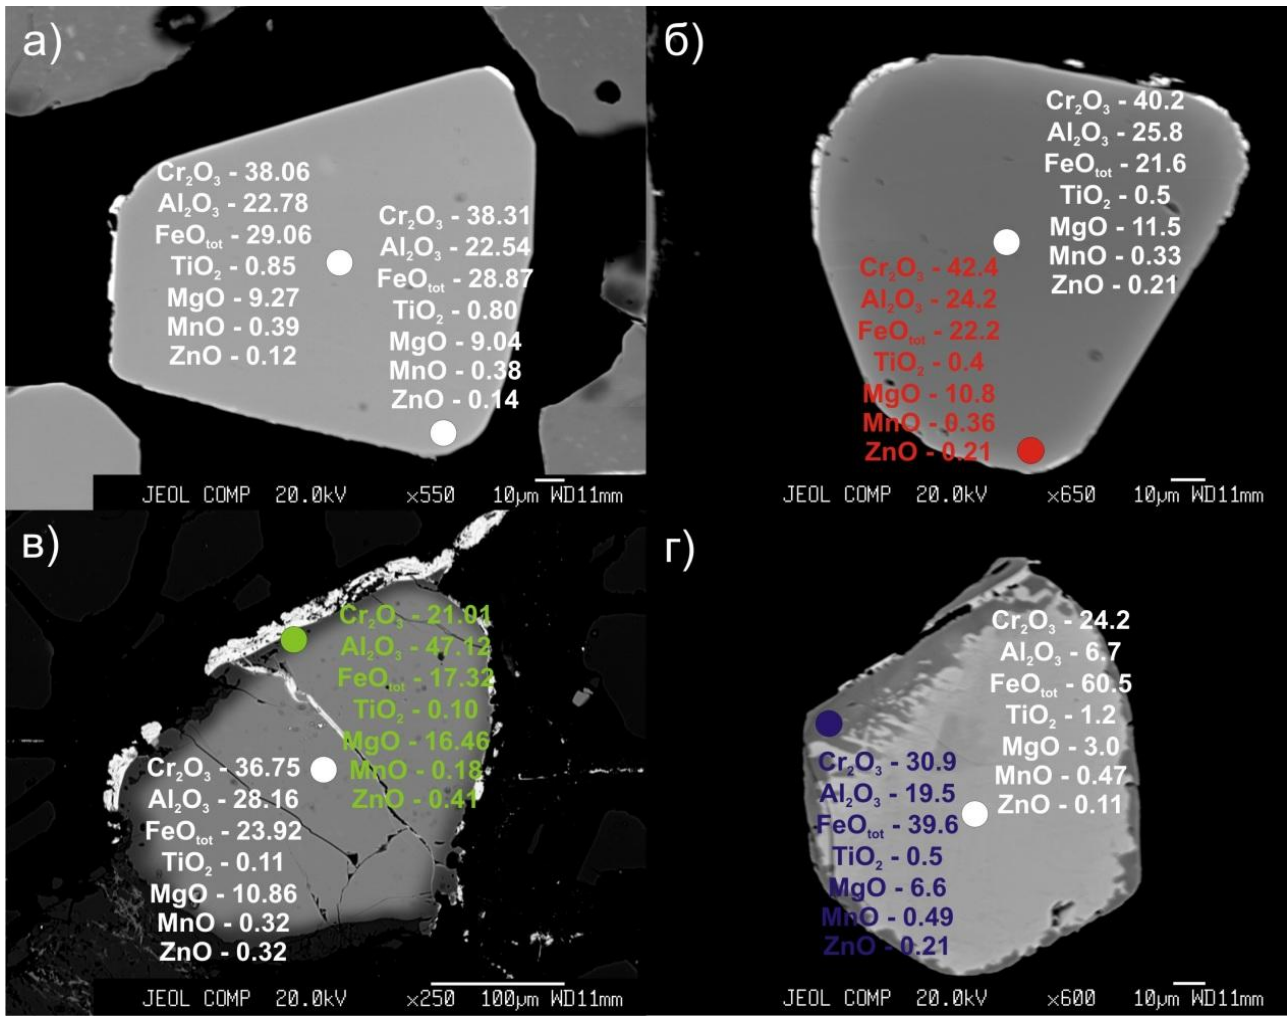 а)
Cr₂O₃ - 38.06
Al₂O₃ - 22.78
FeOtot - 29.06
TiO₂ - 0.85
MgO - 9.27
MnO - 0.39
ZnO - 0.12
Cr₂O₃ - 38.31
Al₂O₃ - 22.54
FeOtot - 28.87
TiO₂ - 0.80
MgO - 9.04
MnO - 0.38
ZnO - 0.14
JEOL COMP 20.0kV ×550 10μm WD11mm
б)
Cr₂O₃ - 40.2
Al₂O₃ - 25.8
FeOtot - 21.6
TiO₂ - 0.5
MgO - 11.5
MnO - 0.33
ZnO - 0.21
Cr₂O₃ - 42.4
Al₂O₃ - 24.2
FeOtot - 22.2
TiO₂ - 0.4
MgO - 10.8
MnO - 0.36
ZnO - 0.21
JEOL COMP 20.0kV ×650 10μm WD11mm
в)
Cr₂O₃ - 21.01
Al₂O₃ - 47.12
FeOtot - 17.32
TiO₂ - 0.10
MgO - 16.46
MnO - 0.18
ZnO - 0.41
Cr₂O₃ - 36.75
Al₂O₃ - 28.16
FeOtot - 23.92
TiO₂ - 0.11
MgO - 10.86
MnO - 0.32
ZnO - 0.32
JEOL COMP 20.0kV ×250 100μm WD11mm
г)
Cr₂O₃ - 24.2
Al₂O₃ - 6.7
FeOtot - 60.5
TiO₂ - 1.2
MgO - 3.0
MnO - 0.47
ZnO - 0.11
Cr₂O₃ - 30.9
Al₂O₃ - 19.5
FeOtot - 39.6
TiO₂ - 0.5
MgO - 6.6
MnO - 0.49
ZnO - 0.21
JEOL COMP 20.0kV ×600 10μm WD11mm